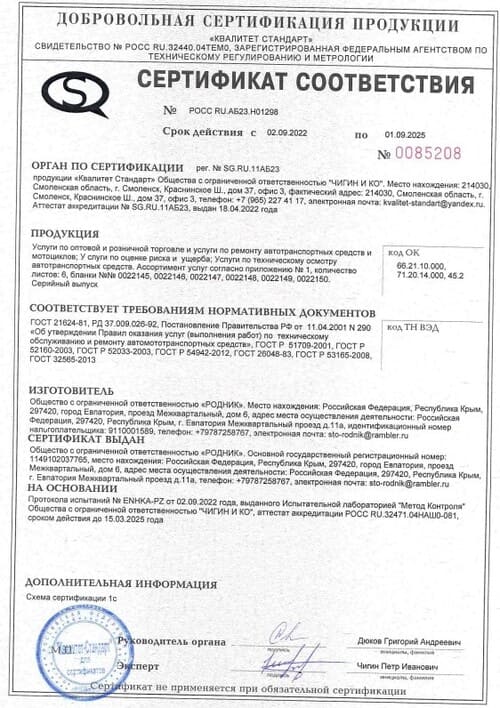 ДОБРОВОЛЬНАЯ СЕРТИФИКАЦИЯ ПРОДУКЦИИ
«КВАЛИТЕТ СТАНДАРТ»
СВИДЕТЕЛЬСТВО № РОСС RU.32440.04ТЕМ0, ЗАРЕГИСТРИРОВАННАЯ ФЕДЕРАЛЬНЫМ АГЕНТСТВОМ ПО
ТЕХНИЧЕСКОМУ РЕГУЛИРОВАНИЮ И МЕТРОЛОГИИ
СЕРТИФИКАТ СООТВЕТСТВИЯ
№ РОСС RU.АБ23.Н01298
Срок действия с 02.09.2022 по 01.09.2025
№ 0085208
ОРГАН ПО СЕРТИФИКАЦИИ рег. № SG.RU.11АБ23
продукции «Квалитет Стандарт» Общества с ограниченной ответственностью "ЧИГИН И КО". Место нахождения: 214030,
Смоленская область, г. Смоленск, Краснинское Ш., дом 37, офис 3, фактический адрес: 214030, Смоленская область, г.
Смоленск, Краснинское Ш., дом 37, офис 3, телефон: +7 (965) 227 41 17, электронная почта: kvalitet-standart@yandex.ru.
Аттестат аккредитации № SG.RU.11АБ23, выдан 18.04.2022 года
ПРОДУКЦИЯ
Услуги по оптовой и розничной торговле и услуги по ремонту автотранспортных средств и
мотоциклов; У слуги по оценке риска и ущерба; Услуги по техническому осмотру
автотранспортных средств. Ассортимент услуг согласно приложению № 1, количество
листов: 6, бланки №№ 0022145, 0022146, 0022147, 0022148, 0022149, 0022150.
Серийный выпуск
код ОК
66.21.10.000,
71.20.14.000, 45.2
СООТВЕТСТВУЕТ ТРЕБОВАНИЯМ НОРМАТИВНЫХ ДОКУМЕНТОВ
ГОСТ 21624-81, РД 37.009.026-92, Постановление Правительства РФ от 11.04.2001 N 290
«Об утверждении Правил оказания услуг (выполнения работ) по техническому
обслуживанию и ремонту автомототранспортных средств», ГОСТ Р 51709-2001, ГОСТ Р
52160-2003, ГОСТ Р 52033-2003, ГОСТ Р 54942-2012, ГОСТ 26048-83, ГОСТ Р 53165-2008,
ГОСТ 32565-2013
код ТН ВЭД
ИЗГОТОВИТЕЛЬ
Общество с ограниченной ответственностью «РОДНИК». Место нахождения: Российская Федерация, Республика Крым,
297420, город Евпатория, проезд Межквартальный, дом 6, адрес места осуществления деятельности: Российская
Федерация, 297420, Республика Крым, г. Евпатория Межквартальный проезд д.11а, идентификационный номер
налогоплательщика: 9110001589, телефон: +79787258767, электронная почта: sto-rodnik@rambler.ru
СЕРТИФИКАТ ВЫДАН
Общество с ограниченной ответственностью «РОДНИК». Основной государственный регистрационный номер:
1149102037765, место нахождения: Российская Федерация, Республика Крым, 297420, город Евпатория, проезд
Межквартальный, дом 6, адрес места осуществления деятельности: Российская Федерация, 297420, Республика Крым,
г. Евпатория Межквартальный проезд д.11а, телефон: +79787258767, электронная почта: sto-rodnik@rambler.ru
НА ОСНОВАНИИ
Протокола испытаний № ENHKA-PZ от 02.09.2022 года, выданного Испытательной лабораторией "Метод Контроля"
Общества с ограниченной ответственностью "ЧИГИН И КО", аттестат аккредитации РОСС RU.32471.04НАШ0-081,
сроком действия до 15.03.2025 года
ДОПОЛНИТЕЛЬНАЯ ИНФОРМАЦИЯ
Схема сертификации 1с
М.П.
Квалитет-Стандарт
для
сертификатов
Руководитель органа
подпись
Дюков Григорий Андреевич
инициалы, фамилия
Эксперт
подпись
Чигин Петр Иванович
инициалы, фамилия
Сертификат не применяется при обязательной сертификации